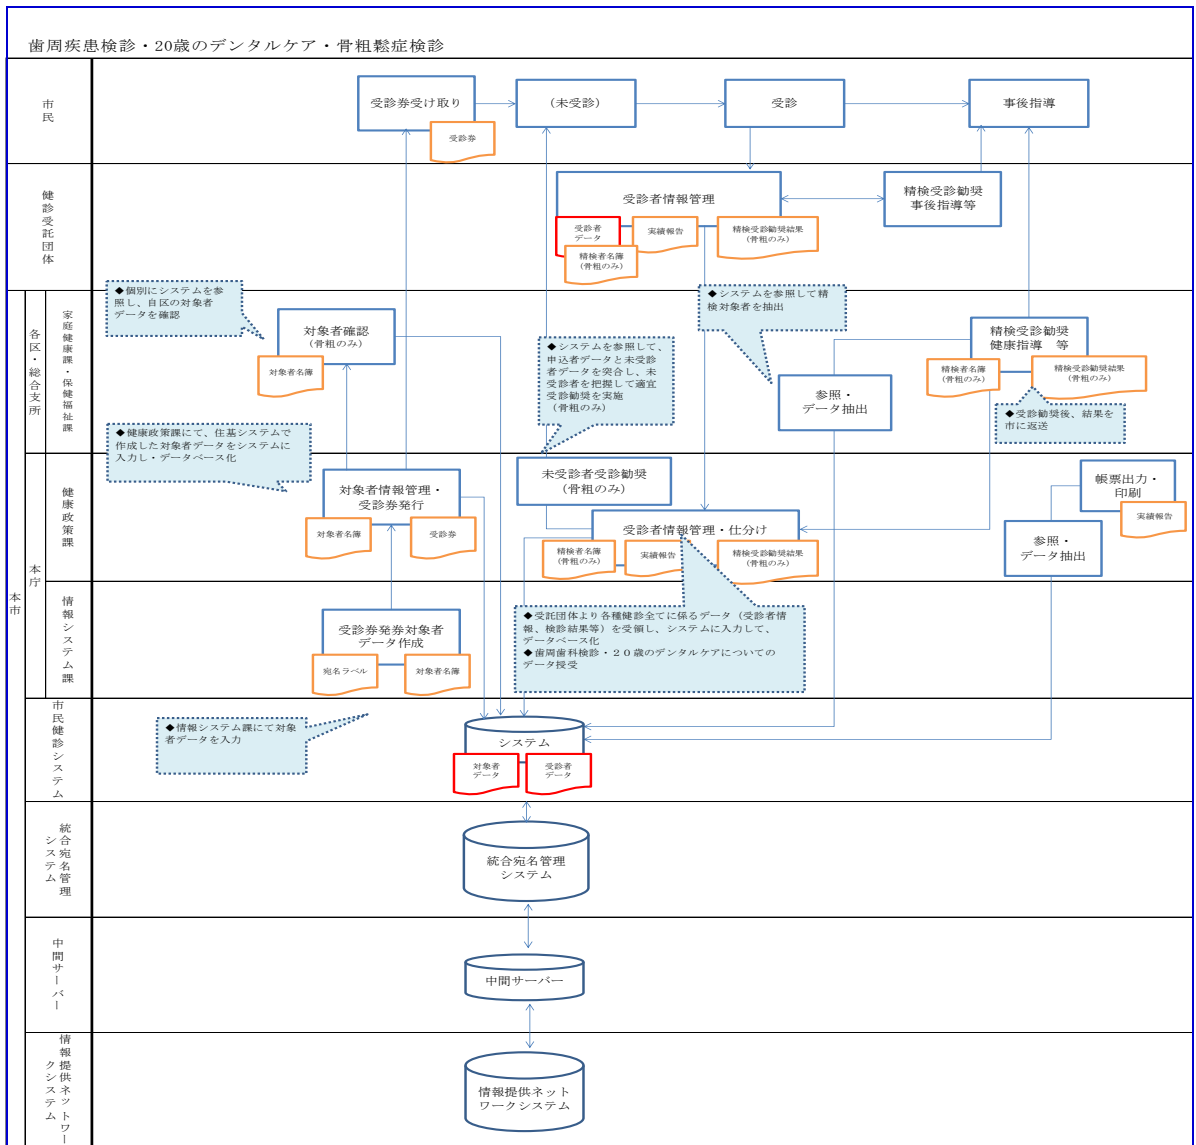 歯周疾患検診・20歳のデンタルケア・骨粗鬆症検診
市民
受診券受け取り
受診券
(未受診)
受診
事後指導
健診受託団体
受診者情報管理
受診者
データ
精検者名簿
(骨粗のみ)
実績報告
精検受診勧奨結果
(骨粗のみ)
精検受診勧奨
事後指導等
本市
各区・総合支所
家庭健康課・保健福祉課
◆個別にシステムを参
照し、自区の対象者
データを確認
対象者確認
(骨粗のみ)
対象者名簿
◆システムを参照して、
申込者データと未受診
者データを突合し、未
受診者を把握して適宜
受診勧奨を実施
(骨粗のみ)
◆システムを参照して精
検対象者を抽出
参照・
データ抽出
精検受診勧奨
健康指導 等
精検者名簿
(骨粗のみ)
精検受診勧奨結果
(骨粗のみ)
◆受診勧奨後、結果を
市に返送
◆健康政策課にて、住基システムで
作成した対象者データをシステムに
入力し・データベース化
本庁
健康政策課
対象者情報管理・
受診券発行
対象者名簿
受診券
未受診者受診勧奨
(骨粗のみ)
受診者情報管理・仕分け
精検者名簿
(骨粗のみ)
実績報告
精検受診勧奨結果
(骨粗のみ)
帳票出力・
印刷
実績報告
参照・
データ抽出
情報システム課
受診券発券対象者
データ作成
宛名ラベル
対象者名簿
◆受託団体より各種健診全てに係るデータ(受診者情
報、検診結果等)を受領し、システムに入力して、
データベース化
◆歯周歯科検診・20歳のデンタルケアについての
データ授受
市民健診システム
◆情報システム課にて対象
者データを入力
システム
対象者
データ
受診者
データ
統合宛名管理
システム
統合宛名管理
システム
中間サーバー
中間サーバー
情報提供ネットワー
クシステム
情報提供ネット
ワークシステム